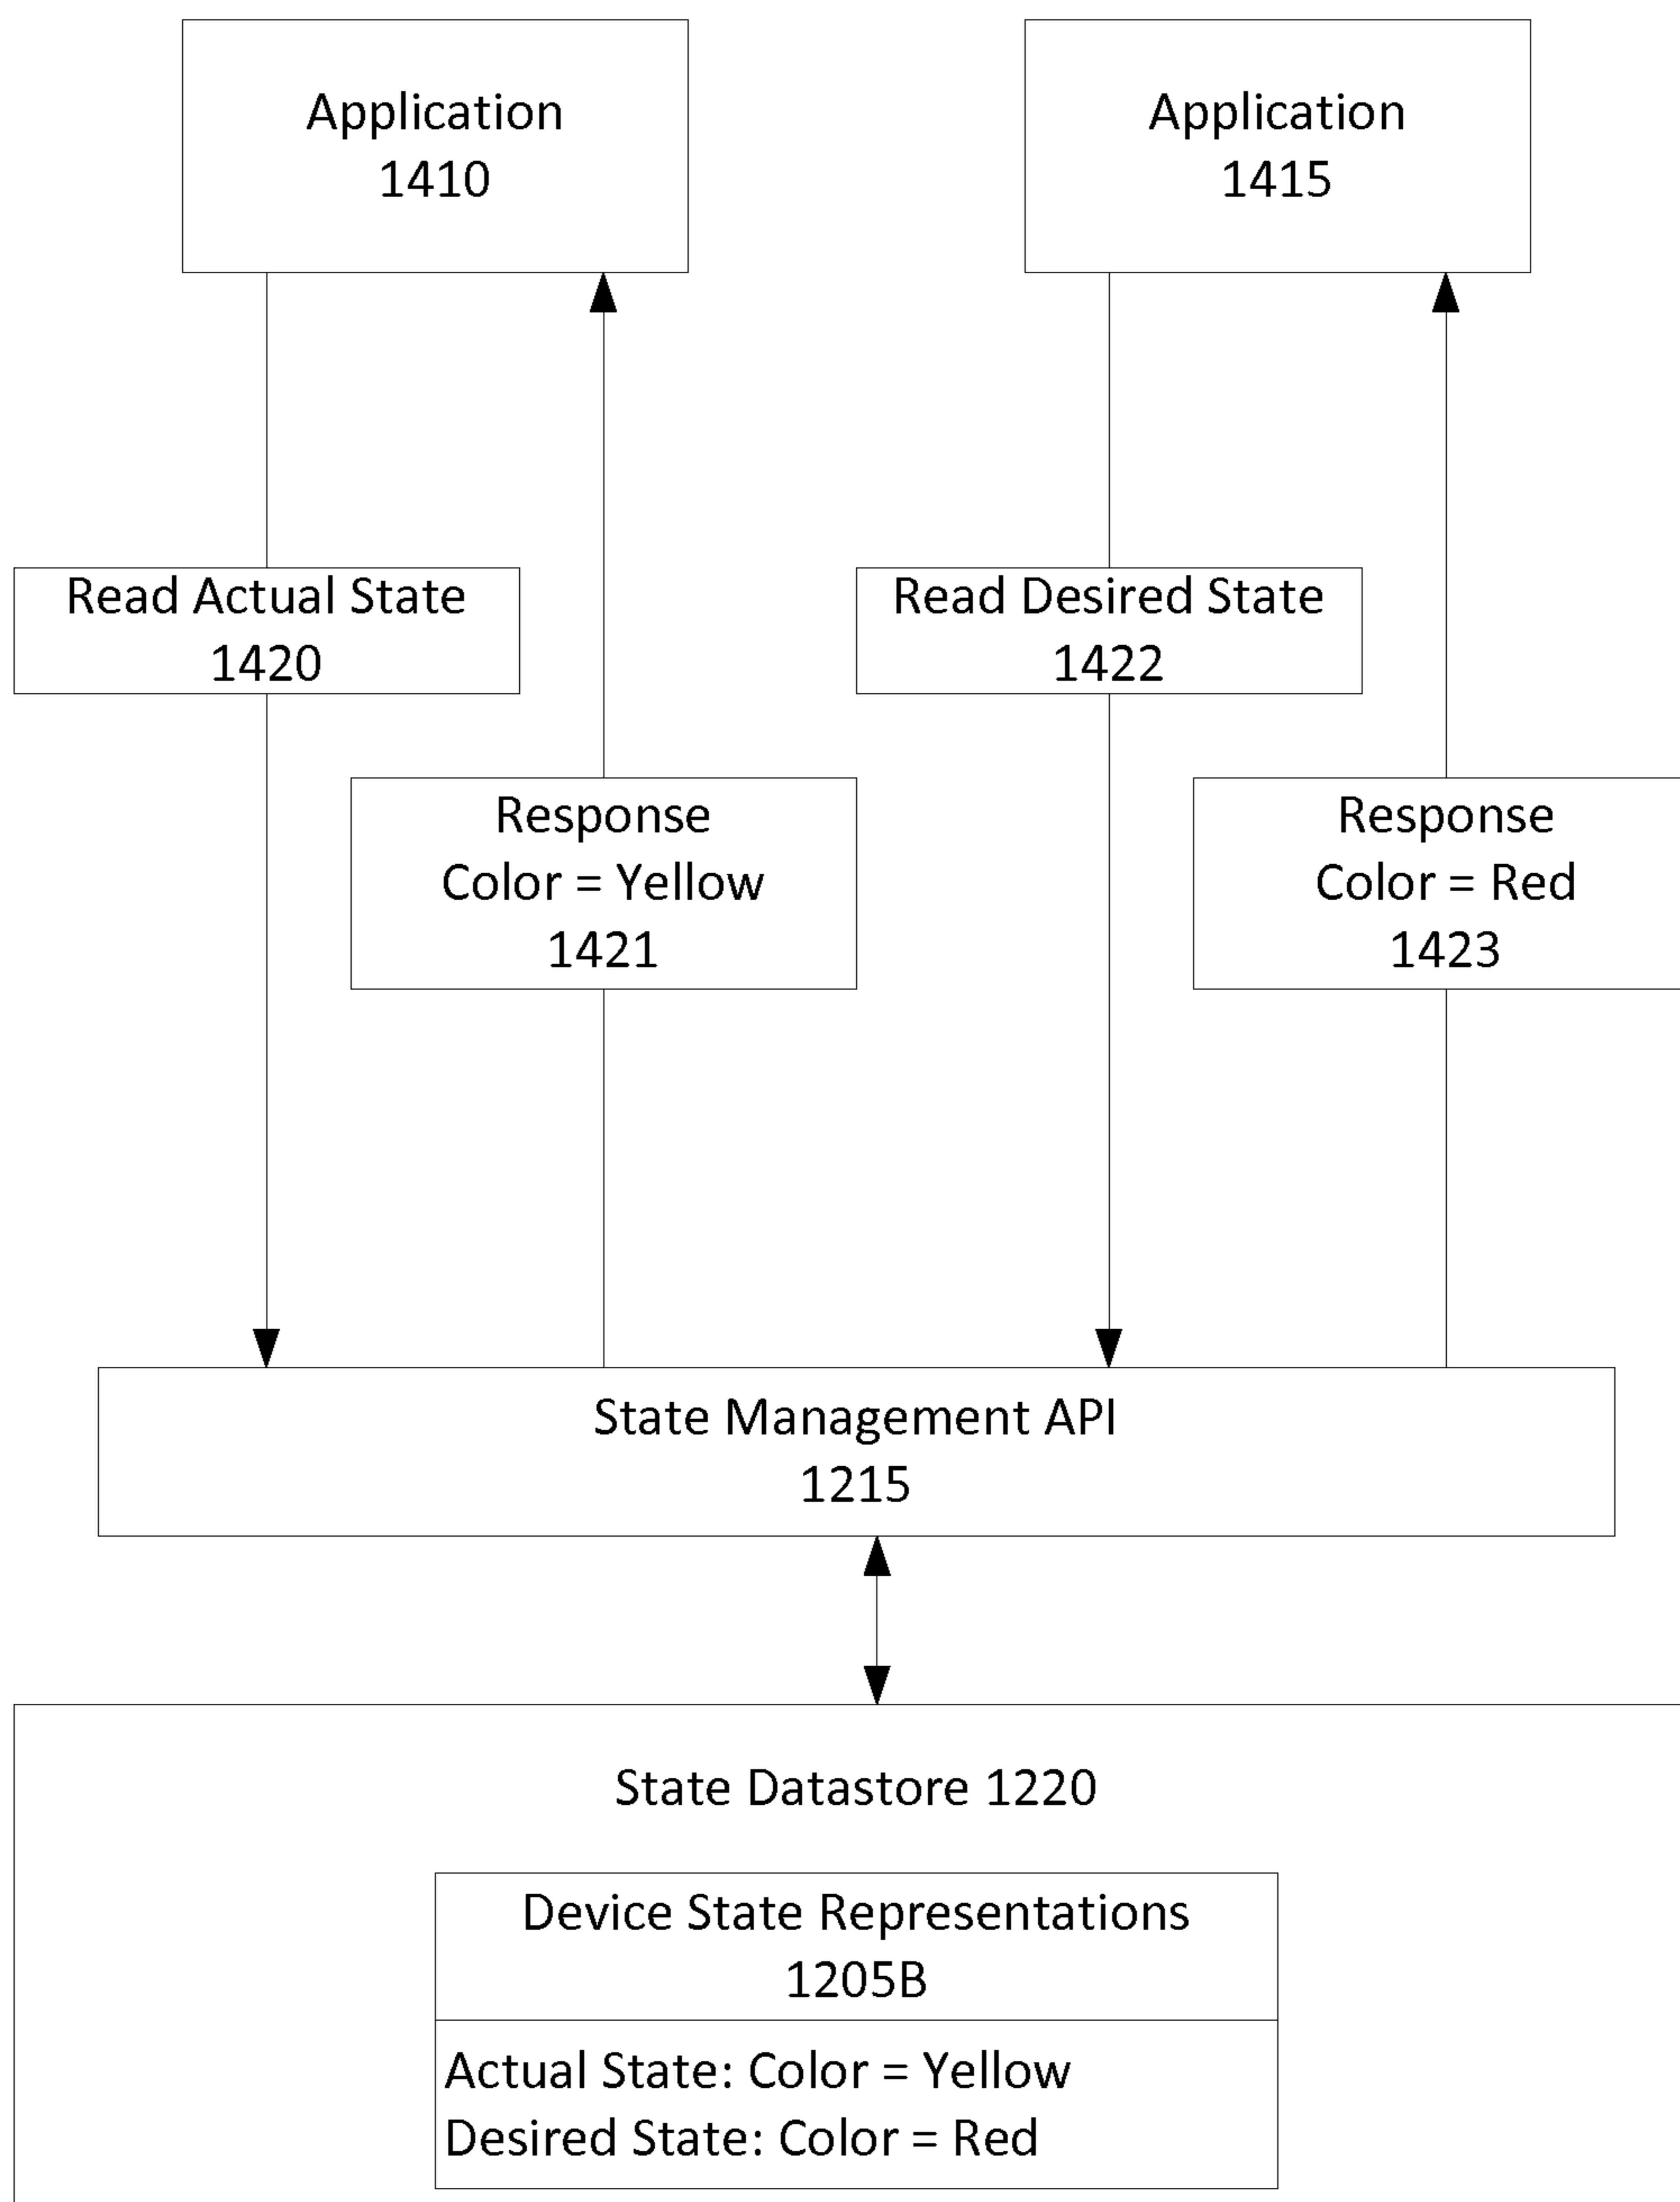 Application
1410
Application
1415
Read Actual State
1420
Read Desired State
1422
Response
Color = Yellow
1421
Response
Color = Red
1423
State Management API
1215
State Datastore 1220
Device State Representations
1205B
Actual State: Color = Yellow
Desired State: Color = Red